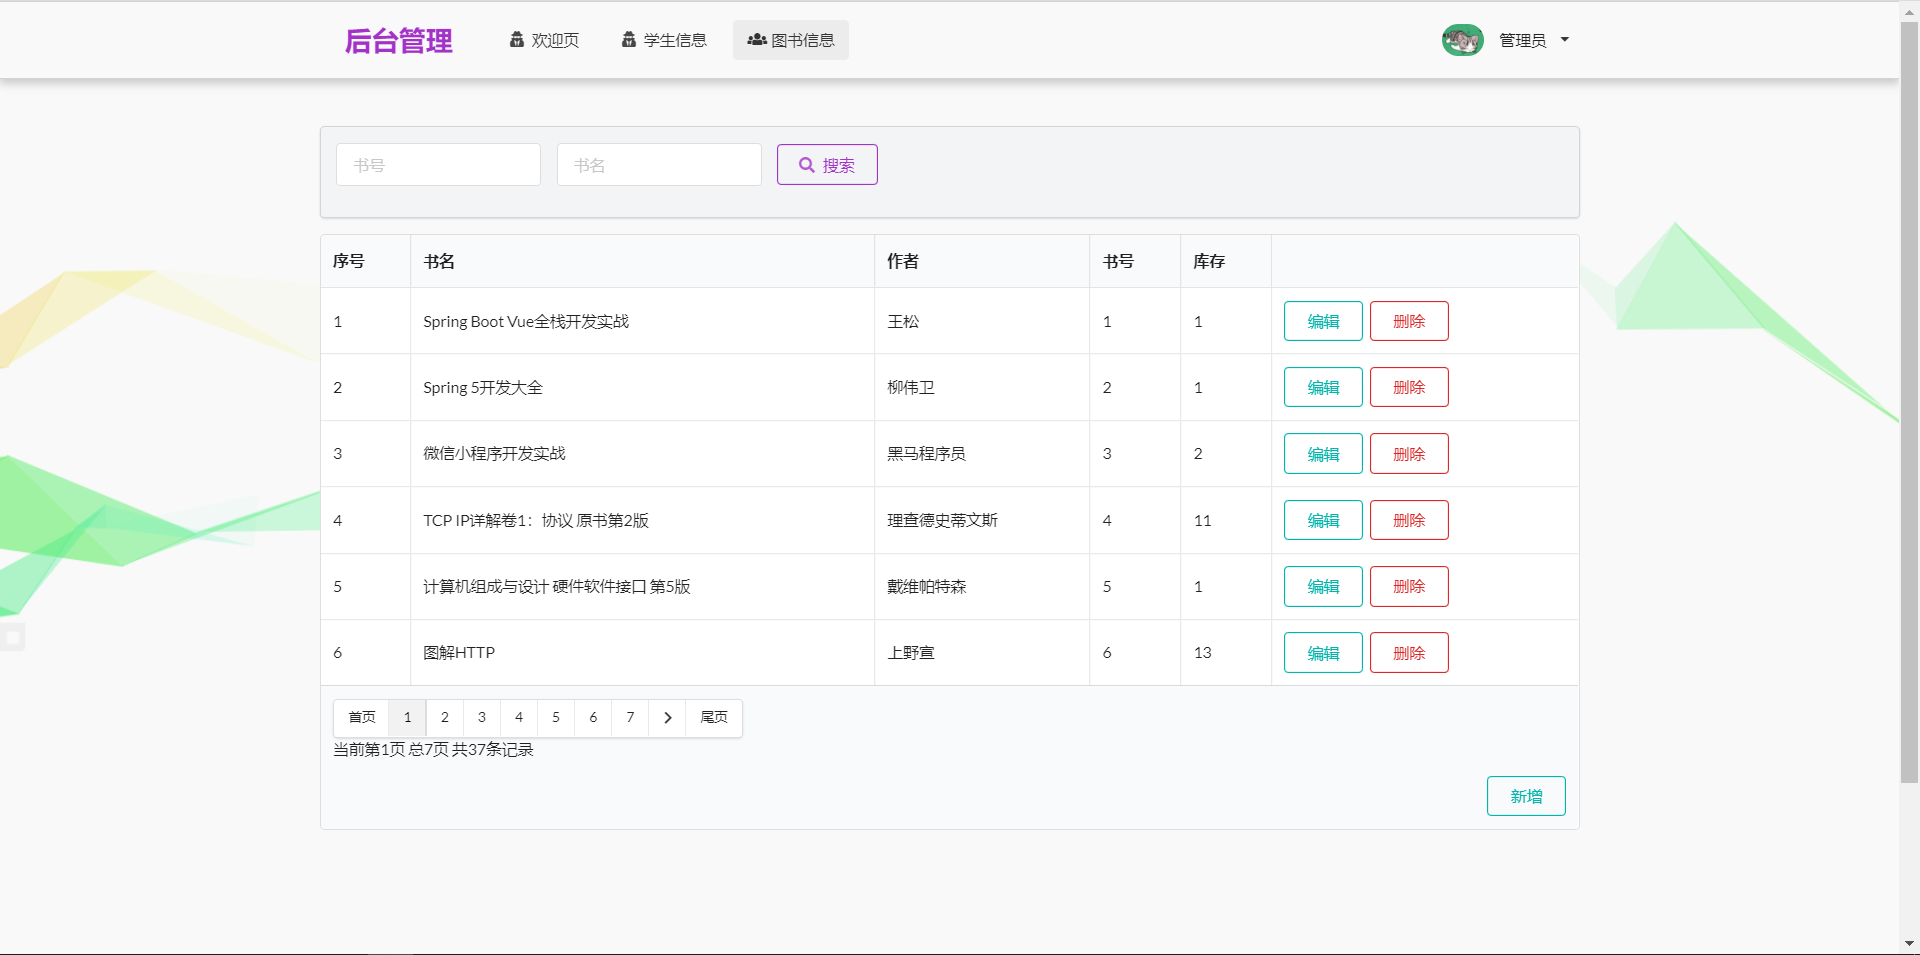 后台管理 欢迎页 学生信息 图书信息 管理员
书号 书名 搜索
序号 书名 作者 书号 库存
1 Spring Boot Vue全栈开发实战 王松 1 1 编辑 删除
2 Spring 5开发大全 柳伟卫 2 1 编辑 删除
3 微信小程序开发实战 黑马程序员 3 2 编辑 删除
4 TCP IP详解卷1：协议 原书第2版 理查德史蒂文斯 4 11 编辑 删除
5 计算机组成与设计 硬件软件接口 第5版 戴维帕特森 5 1 编辑 删除
6 图解HTTP 上野宣 6 13 编辑 删除
首页 1 2 3 4 5 6 7 尾页
当前第1页 总7页 共37条记录
新增